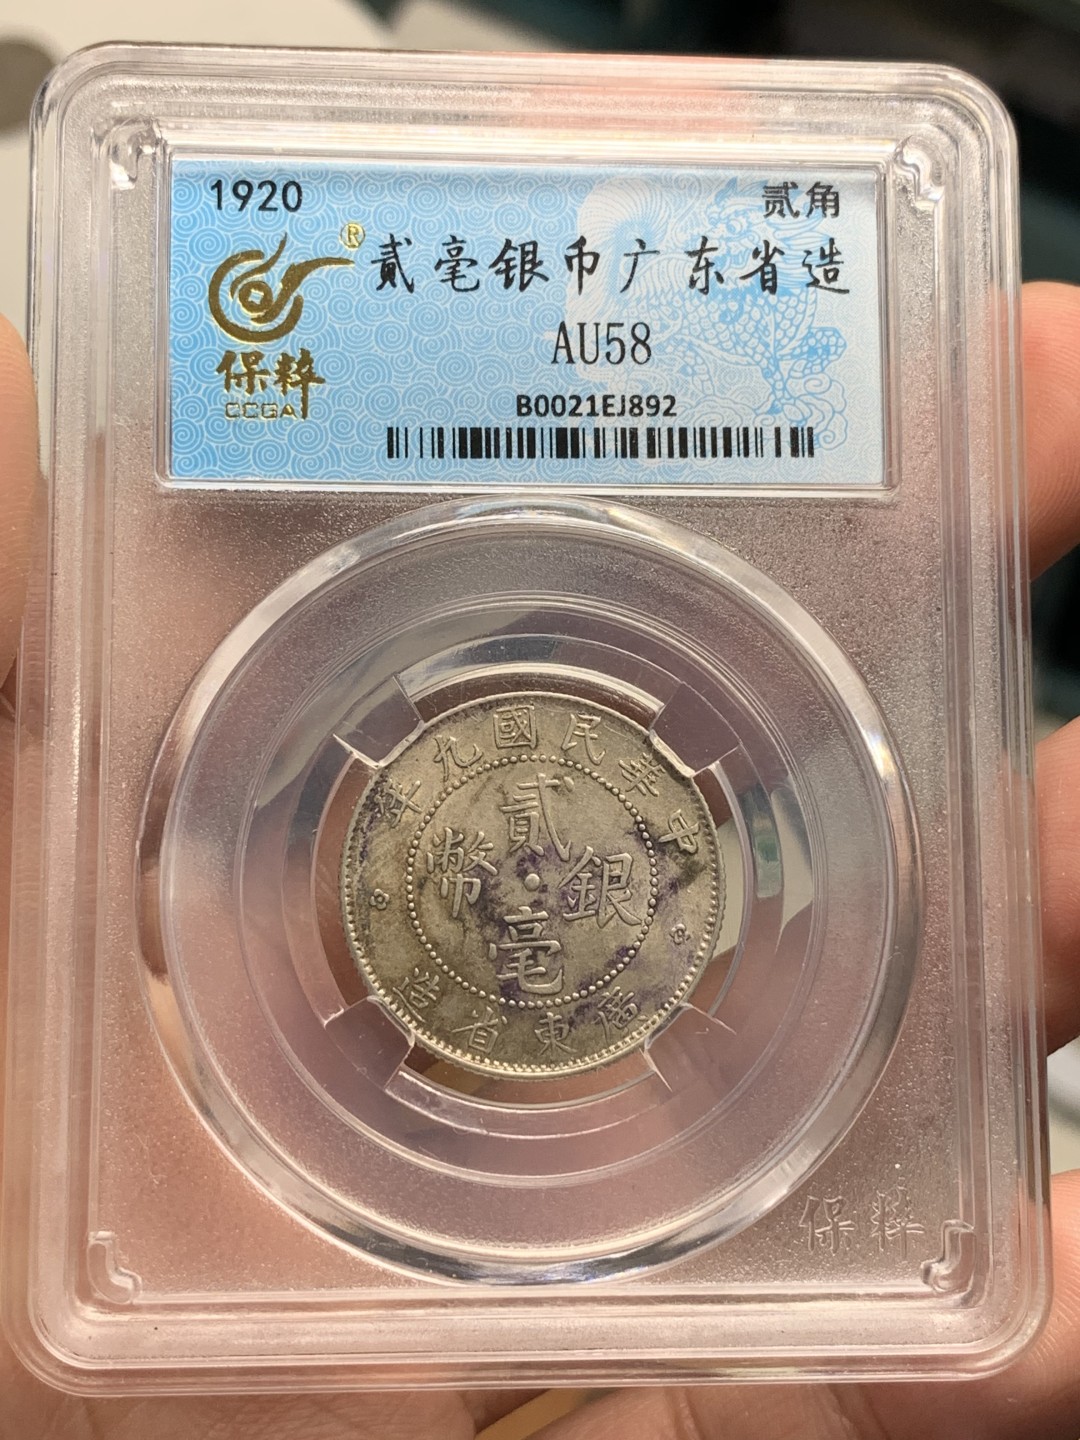 1920
贰角
®
貳毫银币广东省造
保粹
CCGA
AU58
B0021EJ892
中華民國九年
貳
幣 銀
毫
廣東省造
保粹